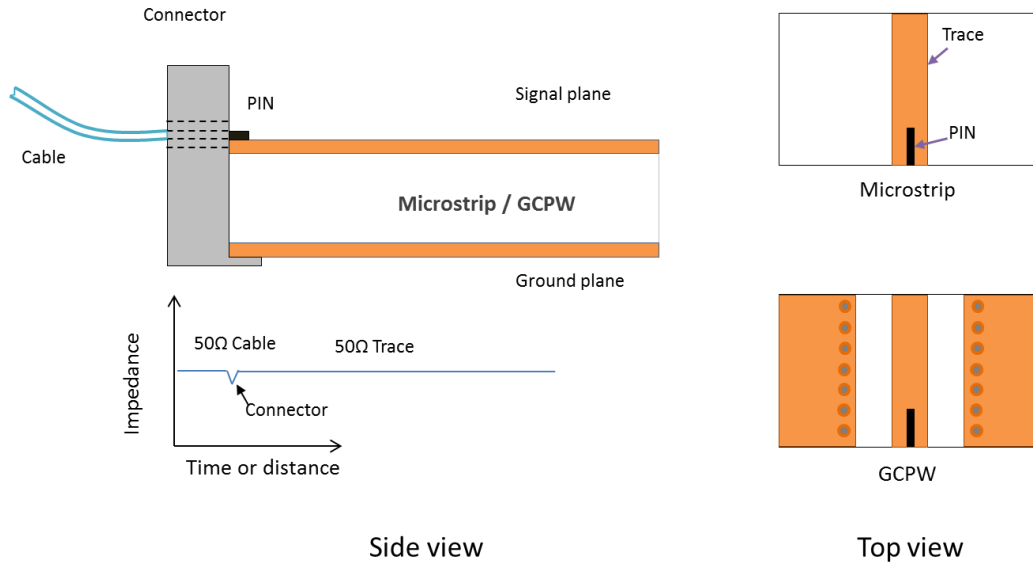 Connector
Trace
PIN
Signal plane
PIN
Cable
Microstrip
Microstrip / GCPW
Ground plane
Impedance
50Ω Cable
50Ω Trace
Connector
Time or distance
GCPW
Side view
Top view